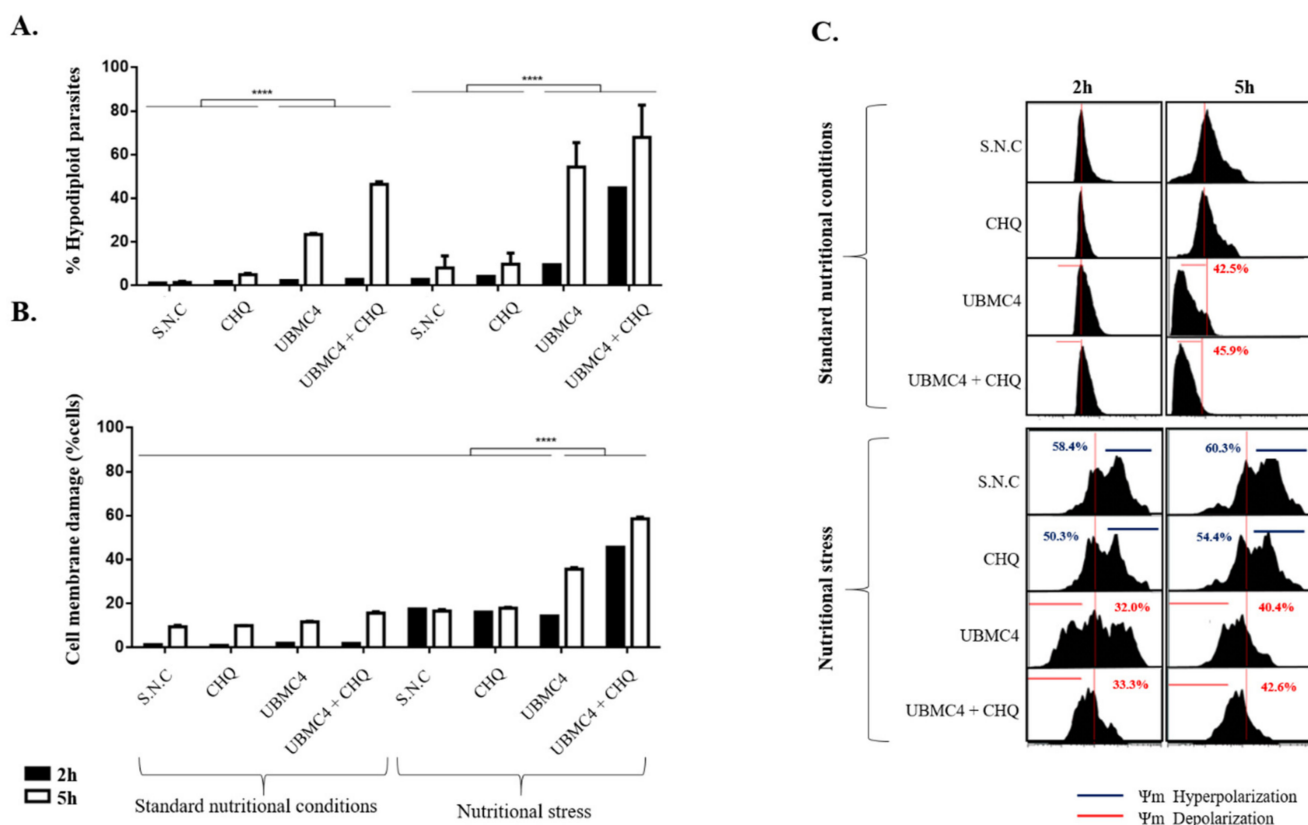 A.
% Hypodiploid parasites
100
80
60
40
20
0
****
****
S.N.C
CHQ
UBMC4
UBMC4 + CHQ
S.N.C
CHQ
UBMC4
UBMC4 + CHQ
B.
Cell membrane damage (%cells)
100
80
60
40
20
0
****
S.N.C
CHQ
UBMC4
UBMC4 + CHQ
S.N.C
CHQ
UBMC4
UBMC4 + CHQ
2h
5h
Standard nutritional conditions
Nutritional stress
C.
2h
5h
Standard nutritional conditions
S.N.C
CHQ
UBMC4
42.5%
UBMC4 + CHQ
45.9%
Nutritional stress
S.N.C
58.4%
60.3%
CHQ
50.3%
54.4%
UBMC4
32.0%
40.4%
UBMC4 + CHQ
33.3%
42.6%
Ψm Hyperpolarization
Ψm Depolarization